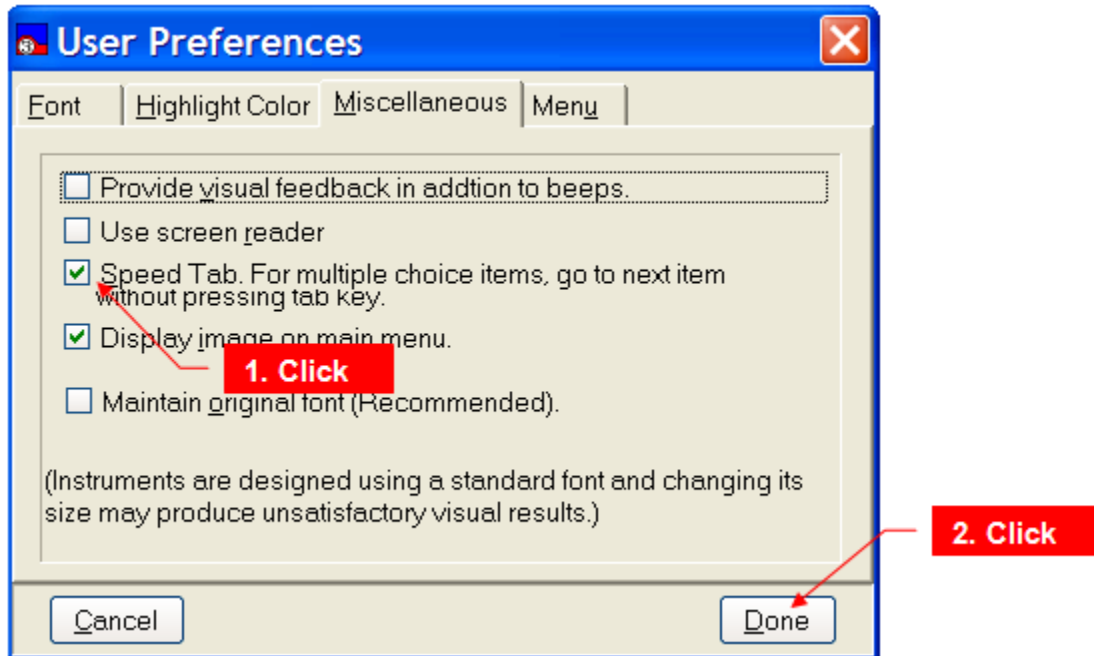 User Preferences
Font
Highlight Color
Miscellaneous
Menu
Provide visual feedback in addtion to beeps.
Use screen reader
Speed Tab. For multiple choice items, go to next item
without pressing tab key.
Display image on main menu.
1. Click
Maintain original font (Recommended).
(Instruments are designed using a standard font and changing its
size may produce unsatisfactory visual results.)
2. Click
Cancel
Done